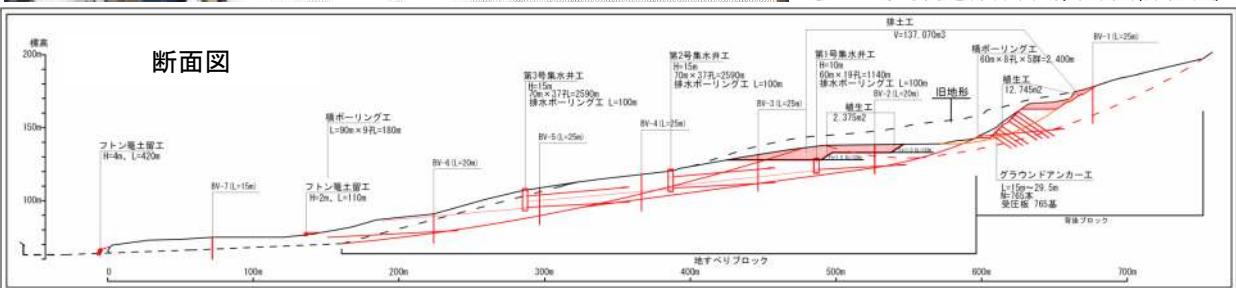 断面図
標高
200m
150m
100m
フトン篭土留工
H=4m, L=420m
BV-7(L=15m)
横ボーリング工
L=90m×9孔=180m
フトン篭土留工
H=2m, L=110m
BV-6(L=20m)
第3号集水井工
H=15m
70m×37孔=2590m
排水ボーリング工 L=100m
BV-5(L=25m)
BV-4(L=25m)
第2号集水井工
H=15m
70m×37孔=2590m
排水ボーリング工 L=100m
BV-3(L=25m)
排土工
V=137.070m3
第1号集水井工
H=10m
60m×19孔=1140m
排水ボーリング工 L=100m
BV-2(L=20m)
植生工
2.375m2
旧地形
横ボーリング工
60m×8孔×5群=2,400m
植生工
12.745m2
BV-1(L=25m)
グラウンドアンカー工
L=15m～29.5m
N=765本
受圧板 765基
背後ブロック
地すべりブロック
0
100m
200m
300m
400m
500m
600m
700m